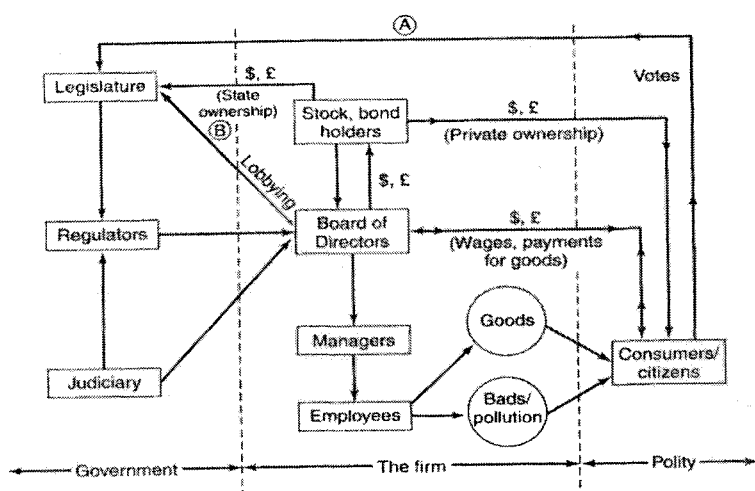 A
Votes
Legislature
$, £
(State
ownership)
B
Lobbying
Stock, bond
holders
$, £
(Private ownership)
$, £
Regulators
Board of
Directors
$, £
(Wages, payments
for goods)
Managers
Goods
Consumers/
citizens
Judiciary
Employees
Bads/
pollution
Government
The firm
Polity